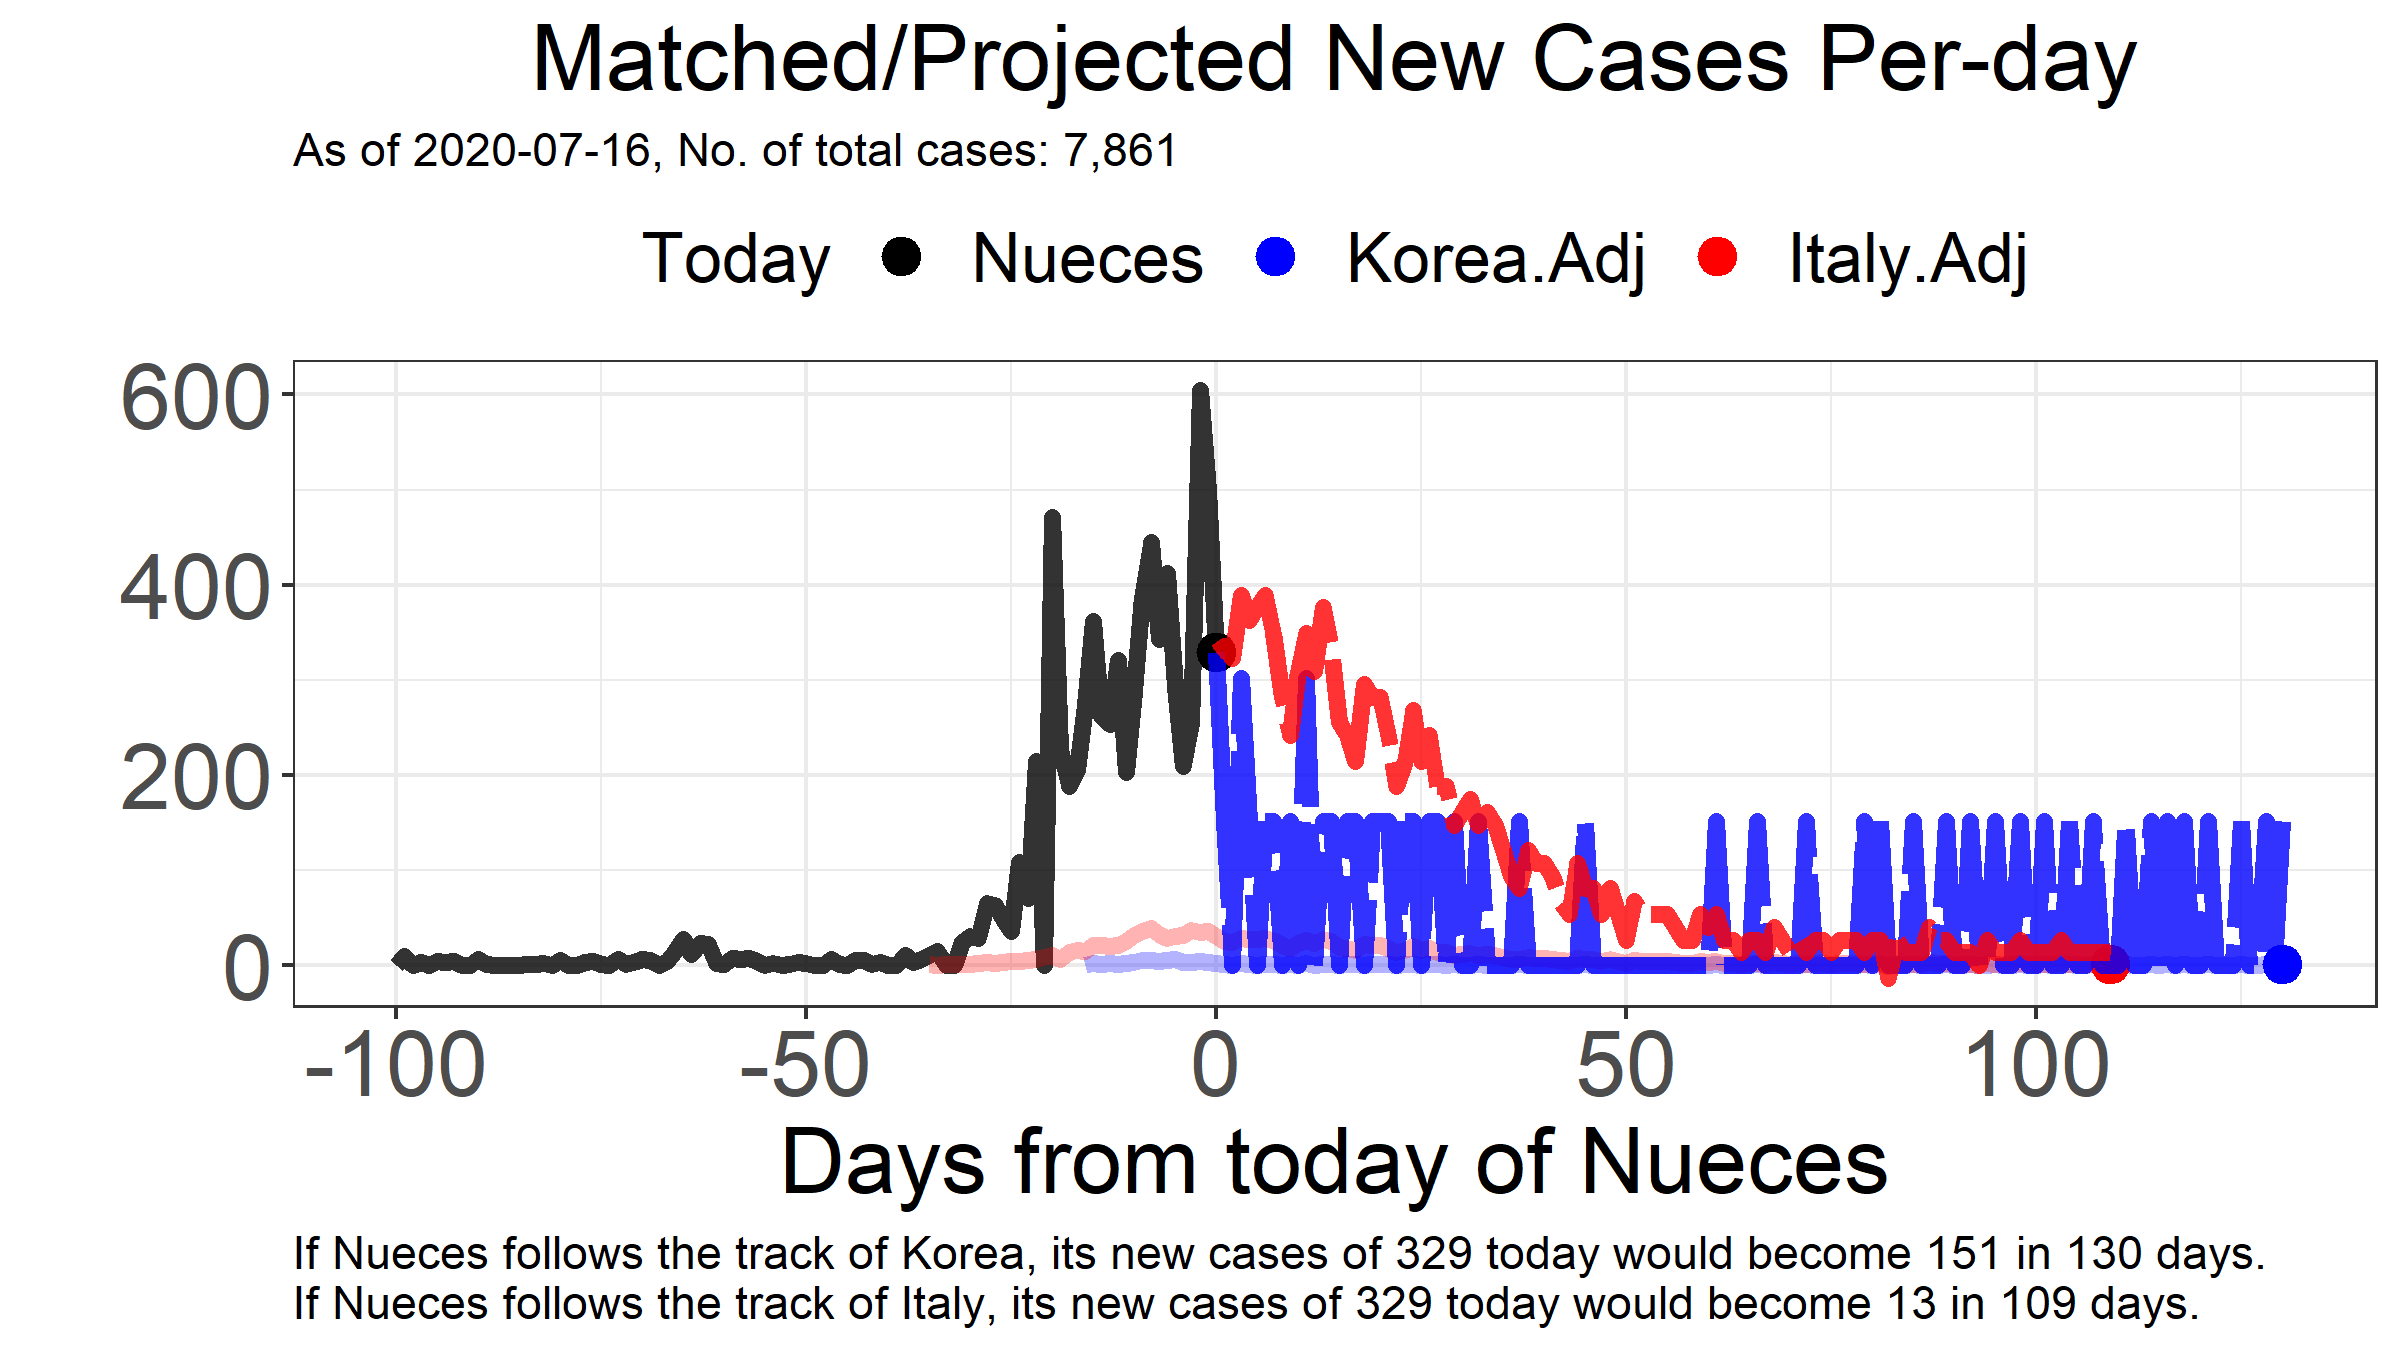 Matched/Projected New Cases Per-day
As of 2020-07-16, No. of total cases: 7,861
Today Nueces Korea.Adj Italy.Adj
600
400
200
0
-100 -50 0 50 100
Days from today of Nueces
If Nueces follows the track of Korea, its new cases of 329 today would become 151 in 130 days.
If Nueces follows the track of Italy, its new cases of 329 today would become 13 in 109 days.